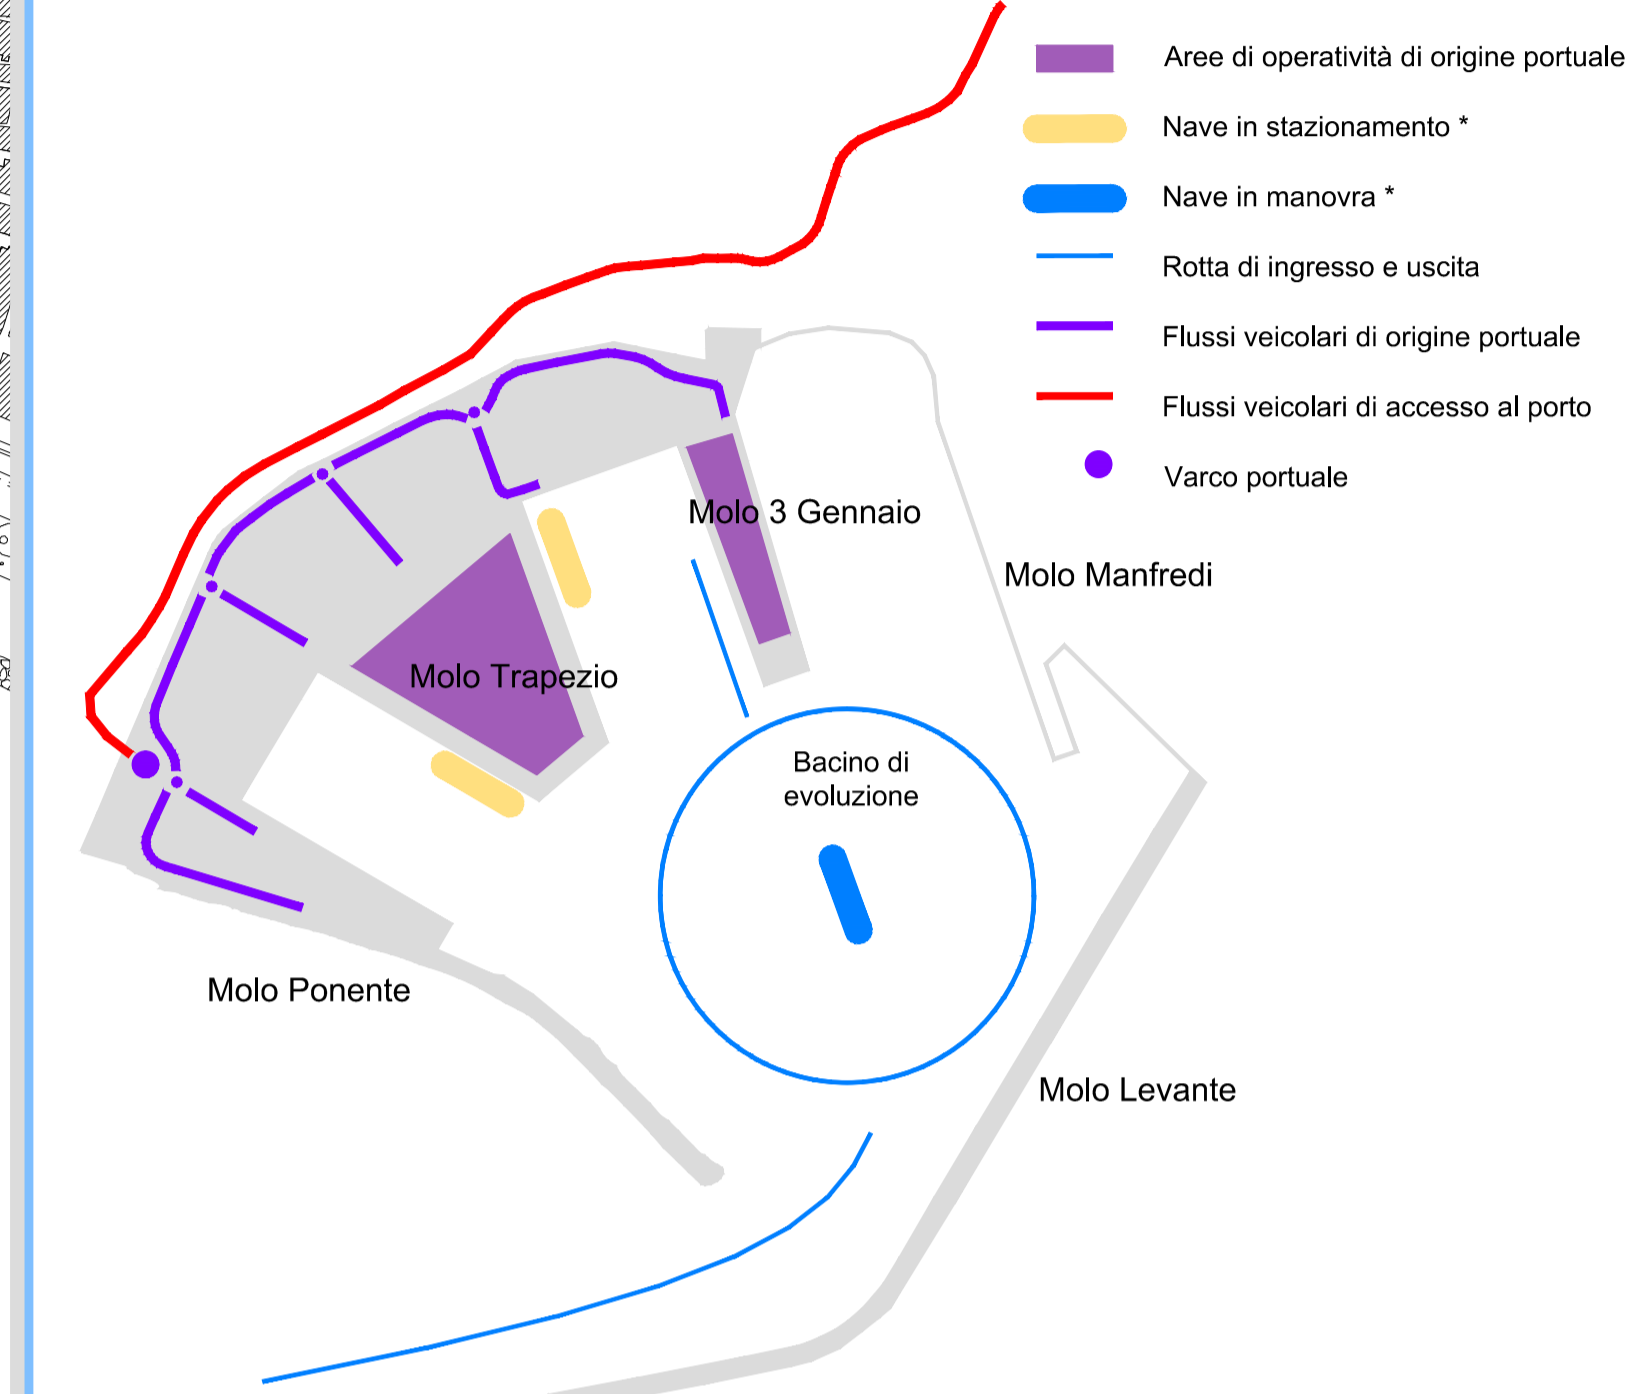 Aree di operatività di origine portuale
Nave in stazionamento *
Nave in manovra *
Rotta di ingresso e uscita
Flussi veicolari di origine portuale
Flussi veicolari di accesso al porto
Varco portuale
Molo 3 Gennaio
Molo Manfredi
Molo Trapezio
Bacino di
evoluzione
Molo Ponente
Molo Levante